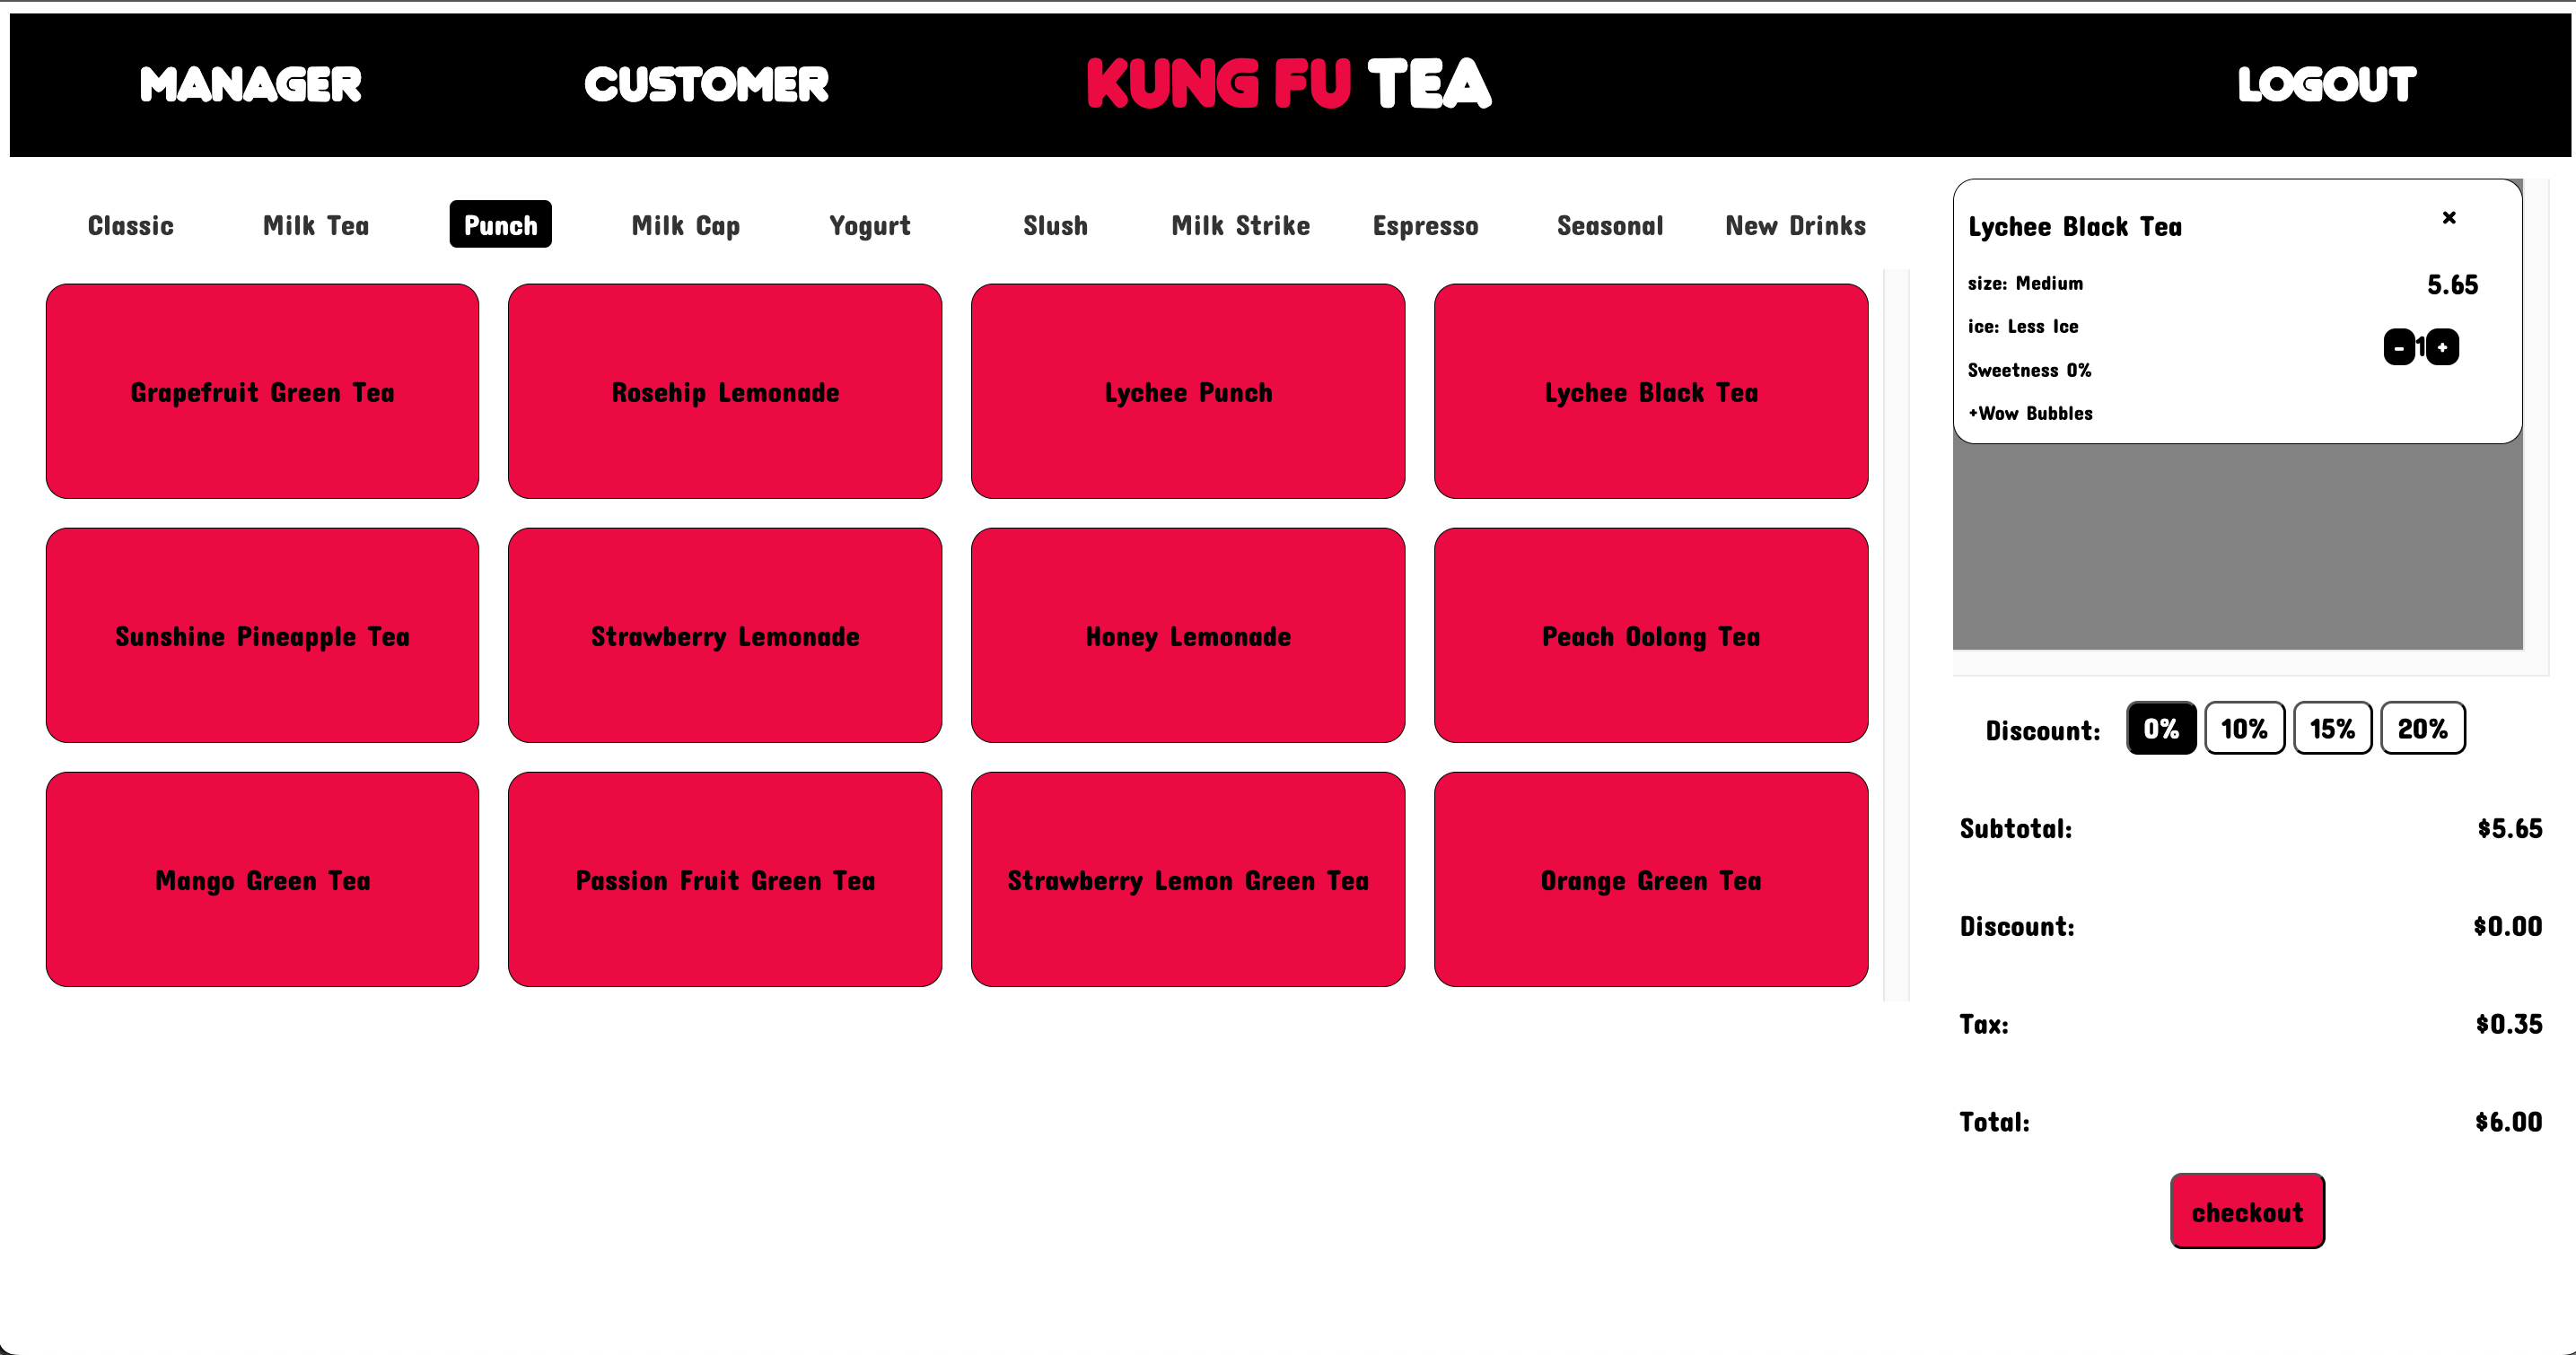 MANAGER CUSTOMER KUNG FU TEA LOGOUT
Classic Milk Tea Punch Milk Cap Yogurt Slush Milk Strike Espresso Seasonal New Drinks
Grapefruit Green Tea Rosehip Lemonade Lychee Punch Lychee Black Tea
Sunshine Pineapple Tea Strawberry Lemonade Honey Lemonade Peach Oolong Tea
Mango Green Tea Passion Fruit Green Tea Strawberry Lemon Green Tea Orange Green Tea
Lychee Black Tea ×
size: Medium 5.65
ice: Less Ice
- 1 +
Sweetness 0%
+Wow Bubbles
Discount: 0% 10% 15% 20%
Subtotal: $5.65
Discount: $0.00
Tax: $0.35
Total: $6.00
checkout